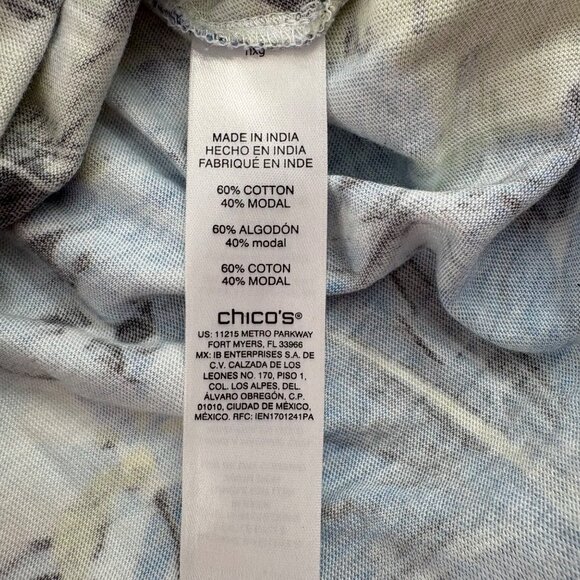 MADE IN INDIA
HECHO EN INDIA
FABRIQUÉ EN INDE
60% COTTON
40% MODAL
60% ALGODÓN
40% modal
60% COTON
40% MODAL
chico's®
US: 11215 METRO PARKWAY
FORT MYERS, FL 33966
MX: IB ENTERPRISES S.A. DE
C.V. CALZADA DE LOS
LEONES NO. 170, PISO 1,
COL. LOS ALPES, DEL.
ÁLVARO OBREGÓN, C.P.
01010, CIUDAD DE MÉXICO,
MÉXICO. RFC: IEN1701241PA